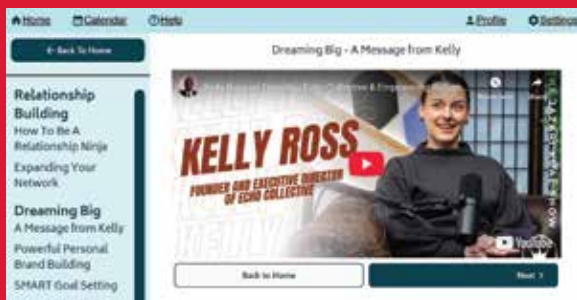 Home Calendar Help Profile Settings
← Back To Home
Dreaming Big - A Message from Kelly
Relationship
Building
How To Be A
Relationship Ninja
Expanding Your
Network
Dreaming Big
A Message from Kelly
Powerful Personal
Brand Building
SMART Goal Setting
KELLY ROSS
FOUNDER AND EXECUTIVE DIRECTOR
OF ECHO COLLECTIVE
YouTube
Back to Home
Next >